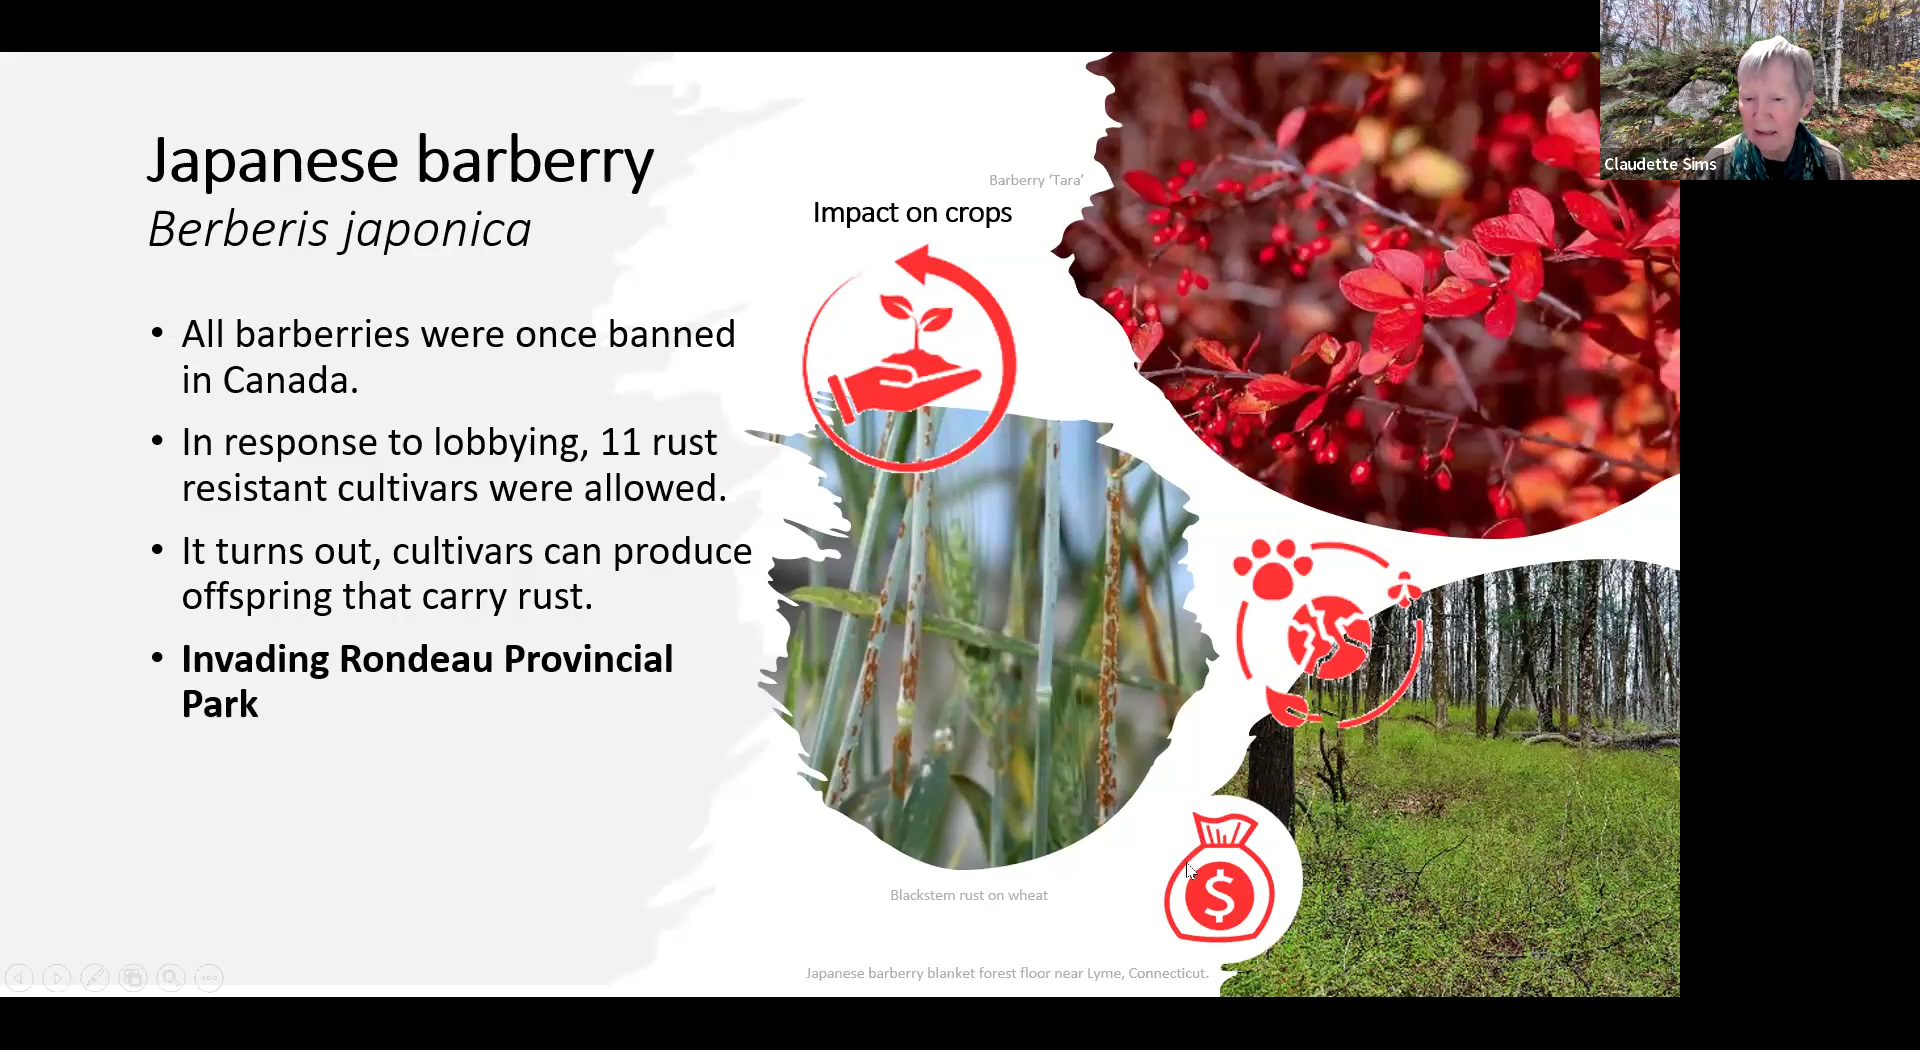 Japanese barberry
Berberis japonica
• All barberries were once banned
in Canada.
• In response to lobbying, 11 rust
resistant cultivars were allowed.
• It turns out, cultivars can produce
offspring that carry rust.
• Invading Rondeau Provincial
Park
Barberry ‘Tara’
Impact on crops
$
Blackstem rust on wheat
Japanese barberry blanket forest floor near Lyme, Connecticut.
Claudette Sims